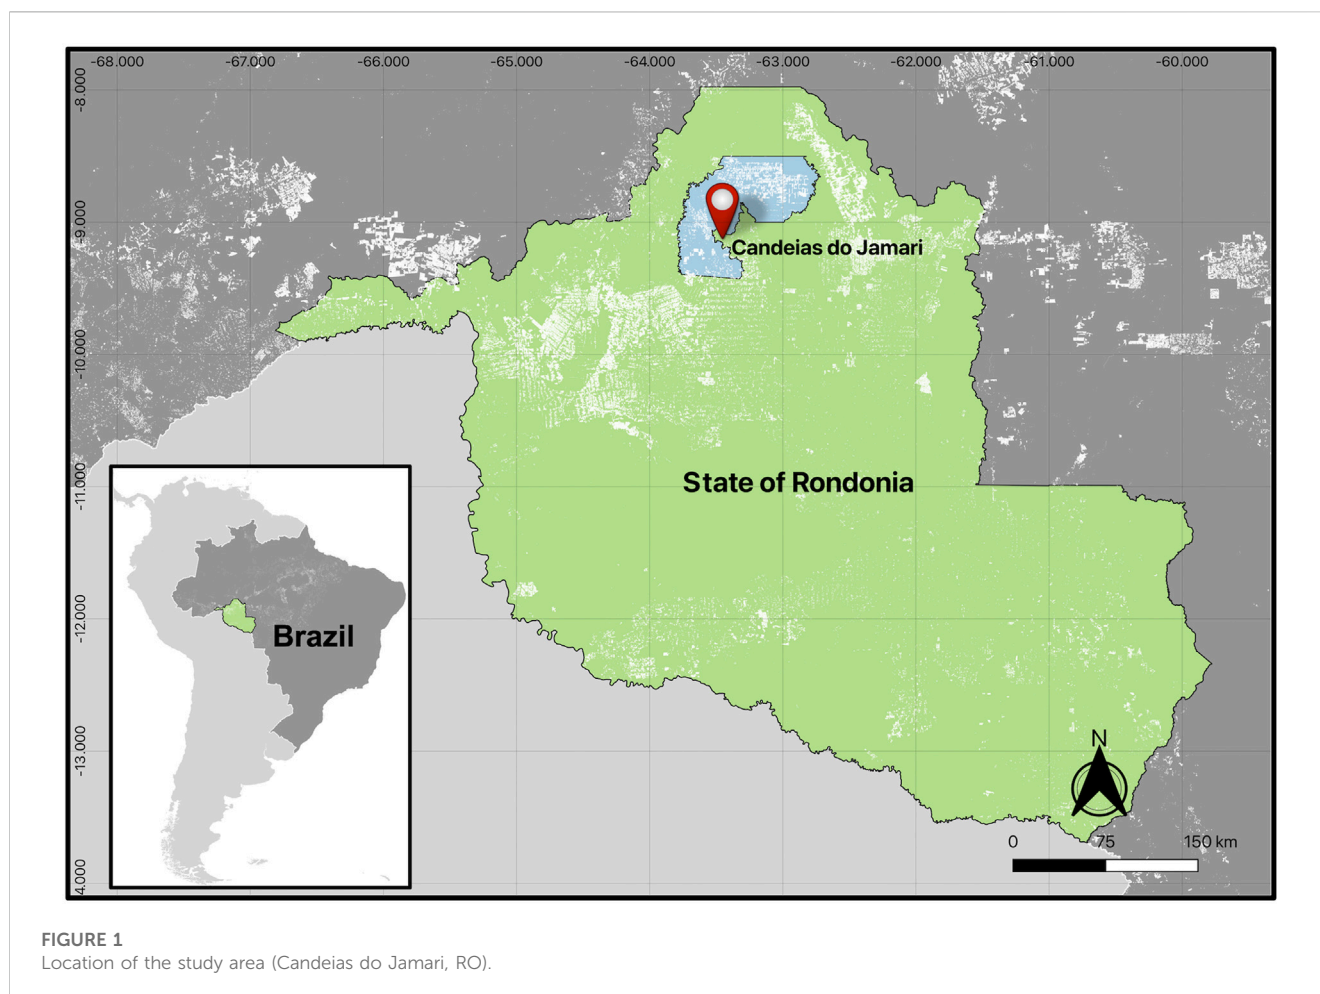 -68.000 -67.000 -66.000 -65.000 -64.000 -63.000 -62.000 -61.000 -60.000
-8.000
-9.000
-10.000
-11.000
-12.000
-13.000
4.000
Candeias do Jamari
State of Rondonia
Brazil
N
0 75 150 km
FIGURE 1
Location of the study area (Candeias do Jamari, RO).